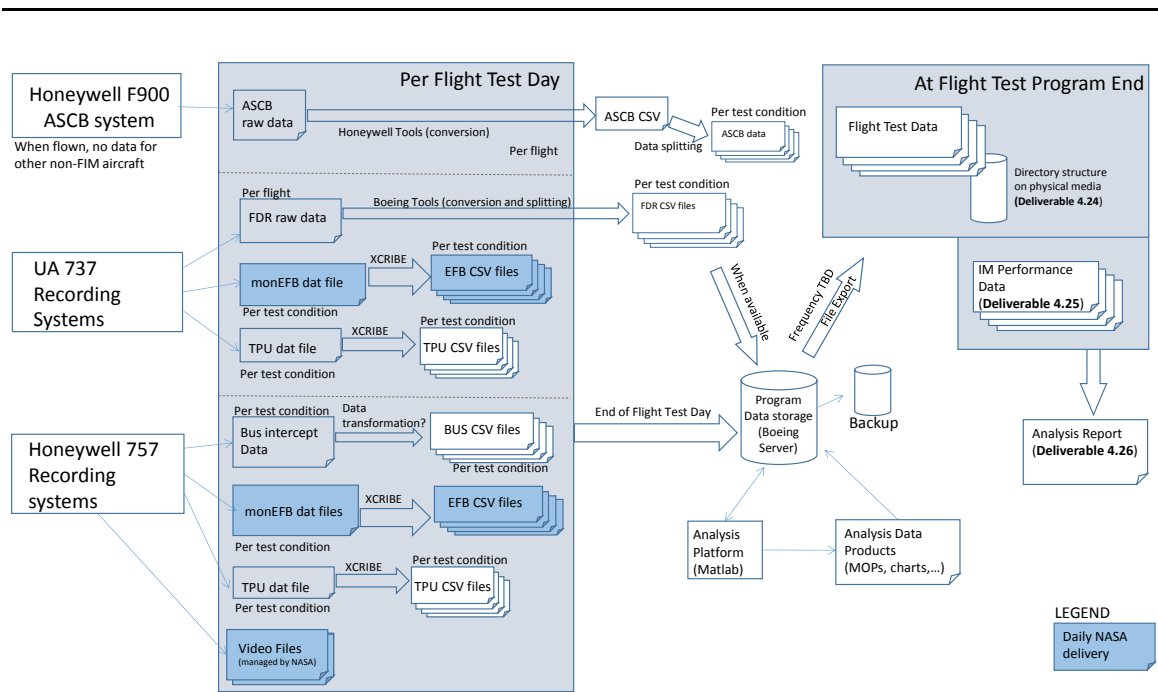 Per Flight Test Day
At Flight Test Program End
Honeywell F900
ASCB system
When flown, no data for
other non-FIM aircraft
ASCB
raw data
Honeywell Tools (conversion)
Per flight
ASCB CSV
Data splitting
Per test condition
ASCB data
Flight Test Data
Directory structure
on physical media
(Deliverable 4.24)
UA 737
Recording
Systems
Per flight
FDR raw data
Boeing Tools (conversion and splitting)
Per test condition
FDR CSV files
monEFB dat file
Per test condition
XCRIBE
Per test condition
EFB CSV files
TPU dat file
Per test condition
XCRIBE
Per test condition
TPU CSV files
When available
Frequency TBD
File Export
IM Performance
Data
(Deliverable 4.25)
Honeywell 757
Recording
systems
Per test condition
Bus intercept
Data
Data
transformation?
BUS CSV files
Per test condition
End of Flight Test Day
Program
Data storage
(Boeing
Server)
Backup
Analysis Report
(Deliverable 4.26)
monEFB dat files
Per test condition
XCRIBE
EFB CSV files
TPU dat file
Per test condition
XCRIBE
Per test condition
TPU CSV files
Video Files
(managed by NASA)
Analysis
Platform
(Matlab)
Analysis Data
Products
(MOPs, charts,...)
LEGEND
Daily NASA
delivery